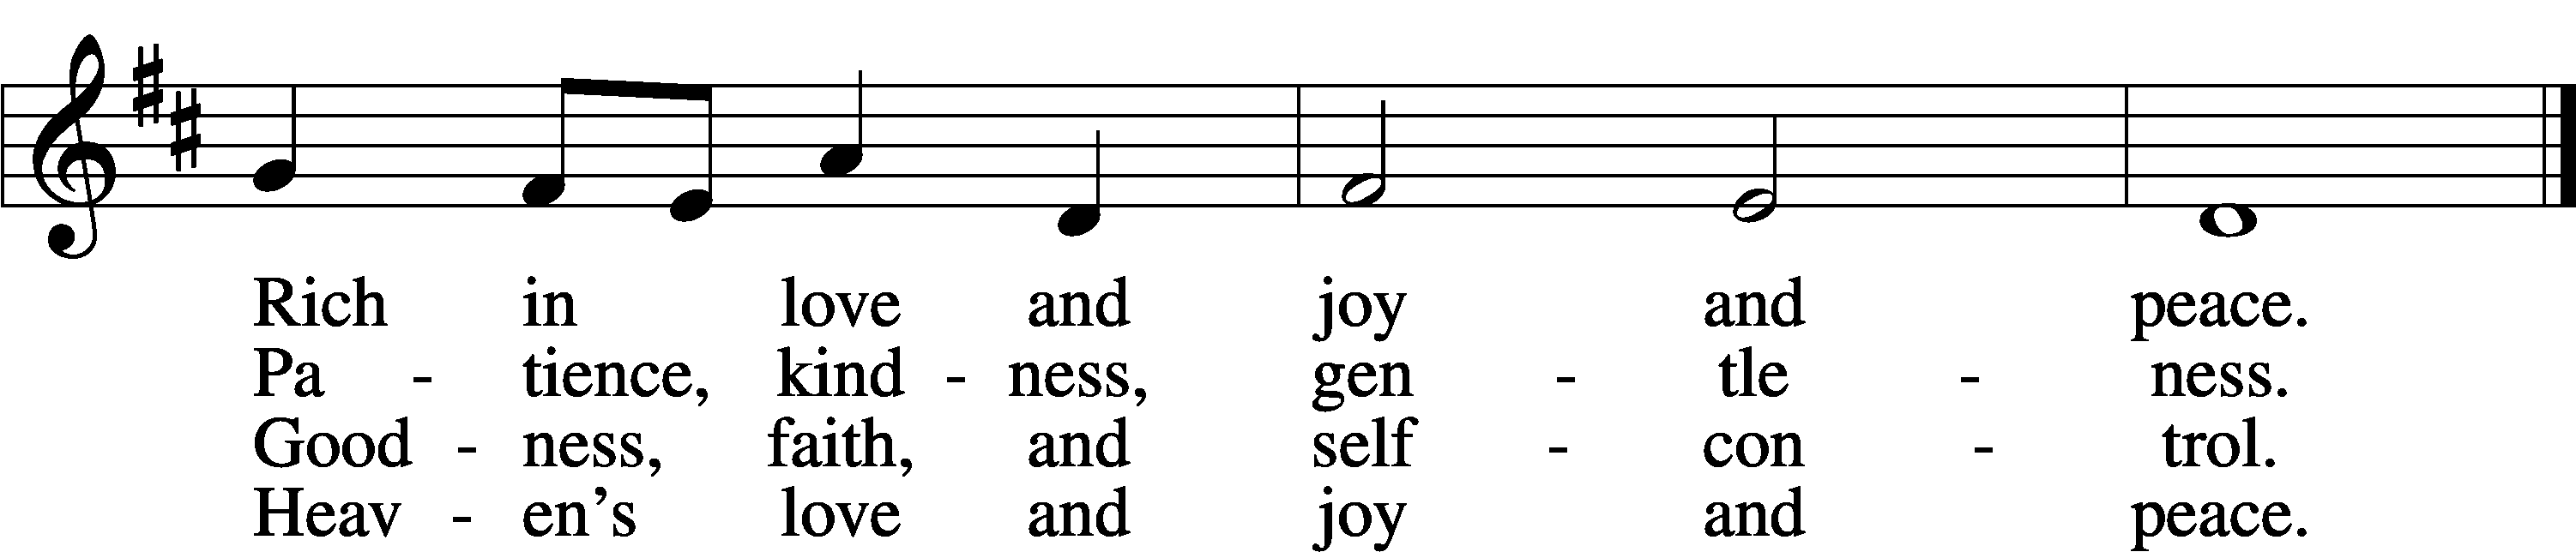 Rich in love and joy and peace.
Pa - tience, kind - ness, gen - tle - ness.
Good - ness, faith, and self - con - trol.
Heav - en’s love and joy and peace.